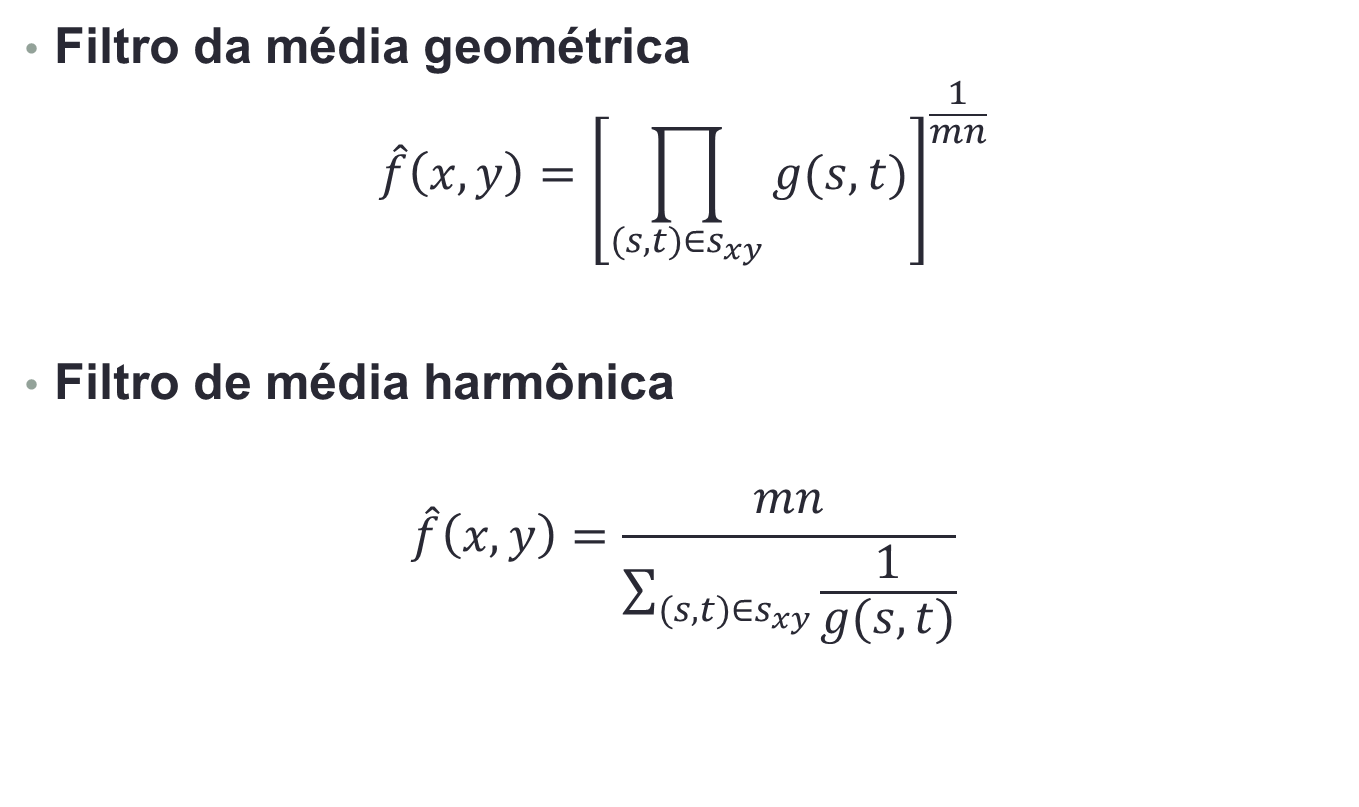 • Filtro da média geométrica
f̂(x, y) = [∏_{(s,t)∈s_{xy}} g(s, t)]^{1/mn}
• Filtro de média harmônica
f̂(x, y) = mn / (∑_{(s,t)∈s_{xy}} 1/g(s, t))